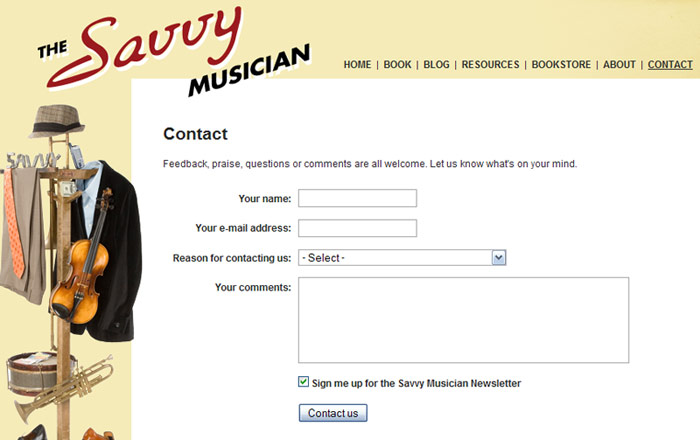 THE Savvy MUSICIAN
HOME | BOOK | BLOG | RESOURCES | BOOKSTORE | ABOUT | CONTACT
SAVVY
Contact
Feedback, praise, questions or comments are all welcome. Let us know what's on your mind.
Your name:
Your e-mail address:
Reason for contacting us: - Select -
Your comments:
Sign me up for the Savvy Musician Newsletter
Contact us